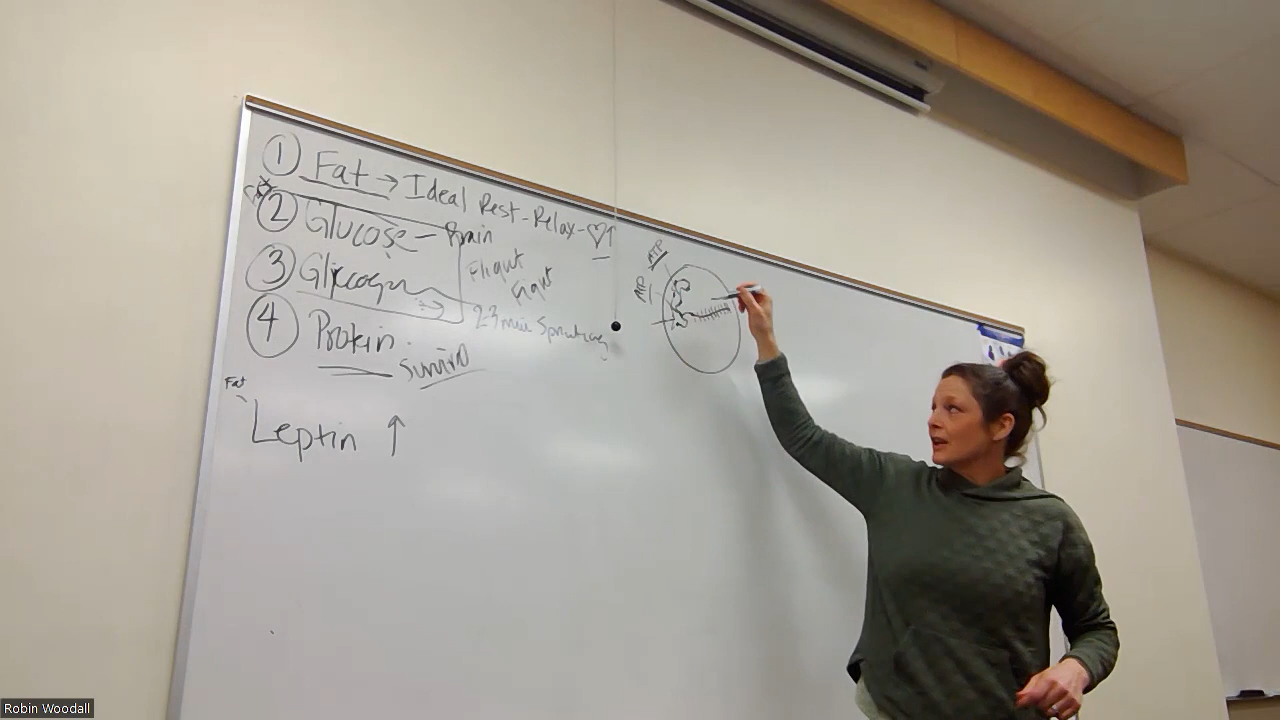 ① Fat → Ideal Rest-Relax-♡↑
② Glucose - Brain
Flight
Fight
③ Glycogen
2-3 min Sprinting
④ Protein
Survival
Fat
Leptin ↑
ATP
Robin Woodall